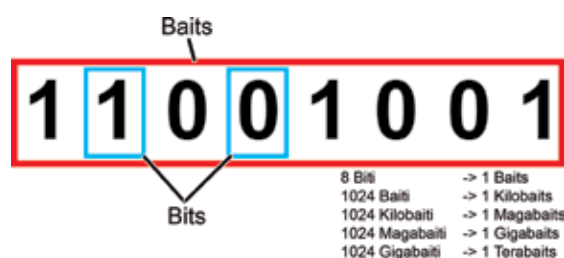 Baits
1 1 0 0 1 0 0 1
Bits
8 Biti -> 1 Baits
1024 Baiti -> 1 Kilobaits
1024 Kilobaiti -> 1 Magabaits
1024 Magabaiti -> 1 Gigabaits
1024 Gigabaiti -> 1 Terabaits